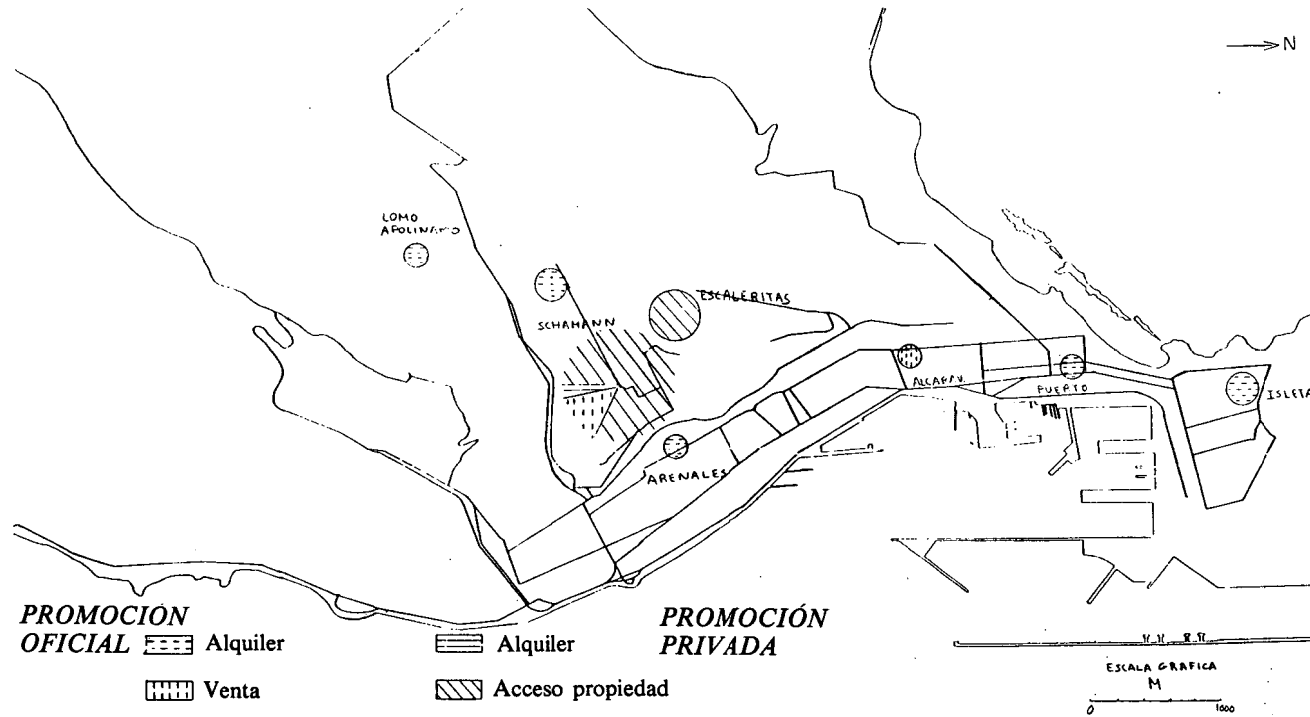 N
LOMO
APOLINARIO
ESCALERITAS
SCHAMANN
ALCARAV.
PUERTO
ISLETA
ARENALES
PROMOCIÓN
OFICIAL
Alquiler
Venta
Alquiler
Acceso propiedad
PROMOCIÓN
PRIVADA
ESCALA GRAFICA
M
0 1000